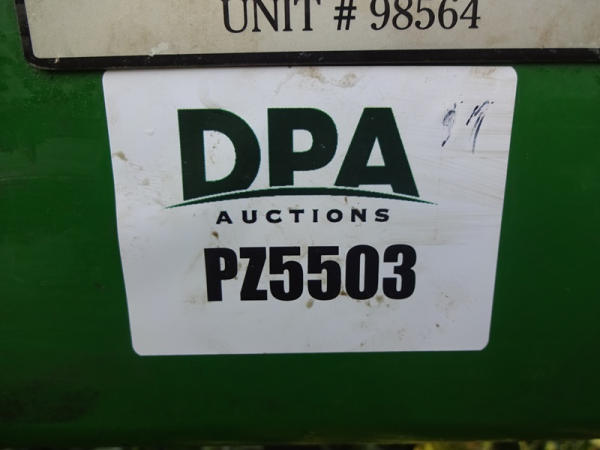 UNIT # 98564
DPA
AUCTIONS
PZ5503